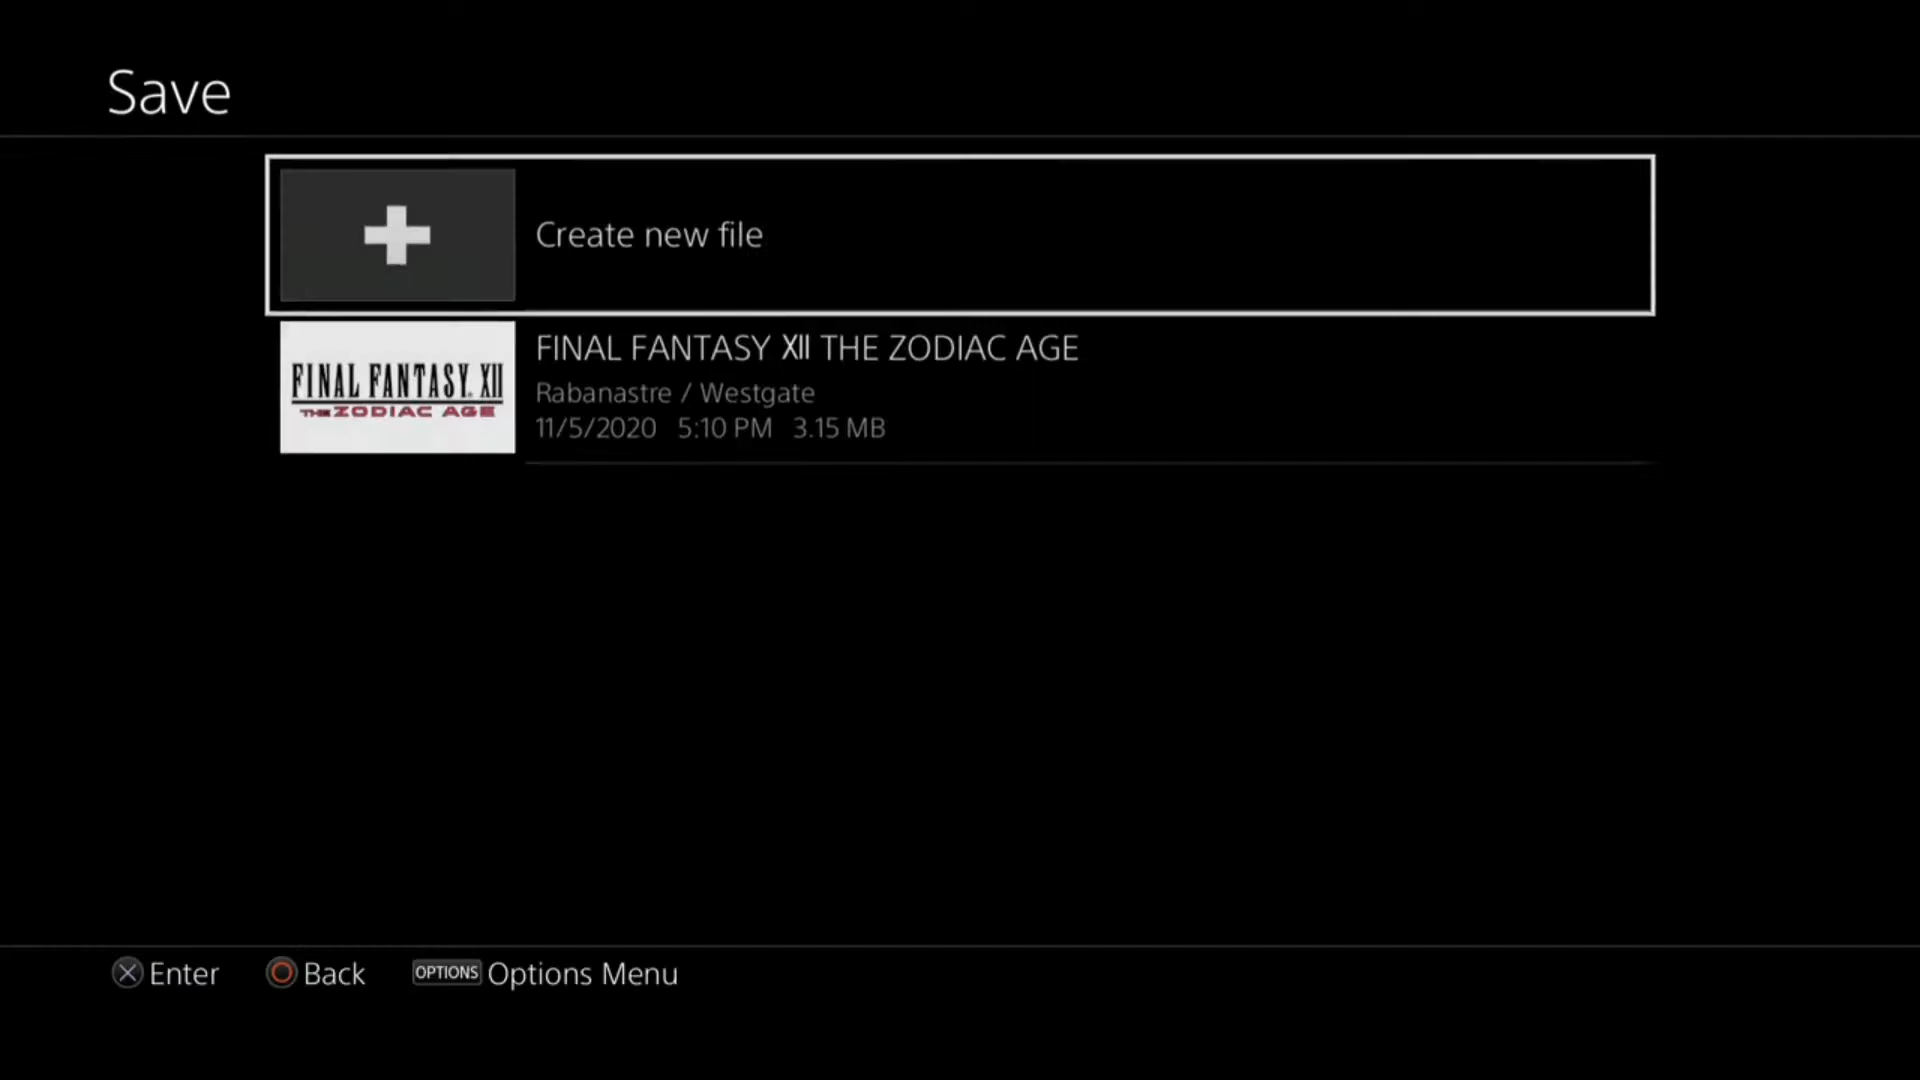 Save
Create new file
FINAL FANTASY XII
THE ZODIAC AGE
FINAL FANTASY XII THE ZODIAC AGE
Rabanastre / Westgate
11/5/2020 5:10 PM 3.15 MB
Enter Back OPTIONS Options Menu